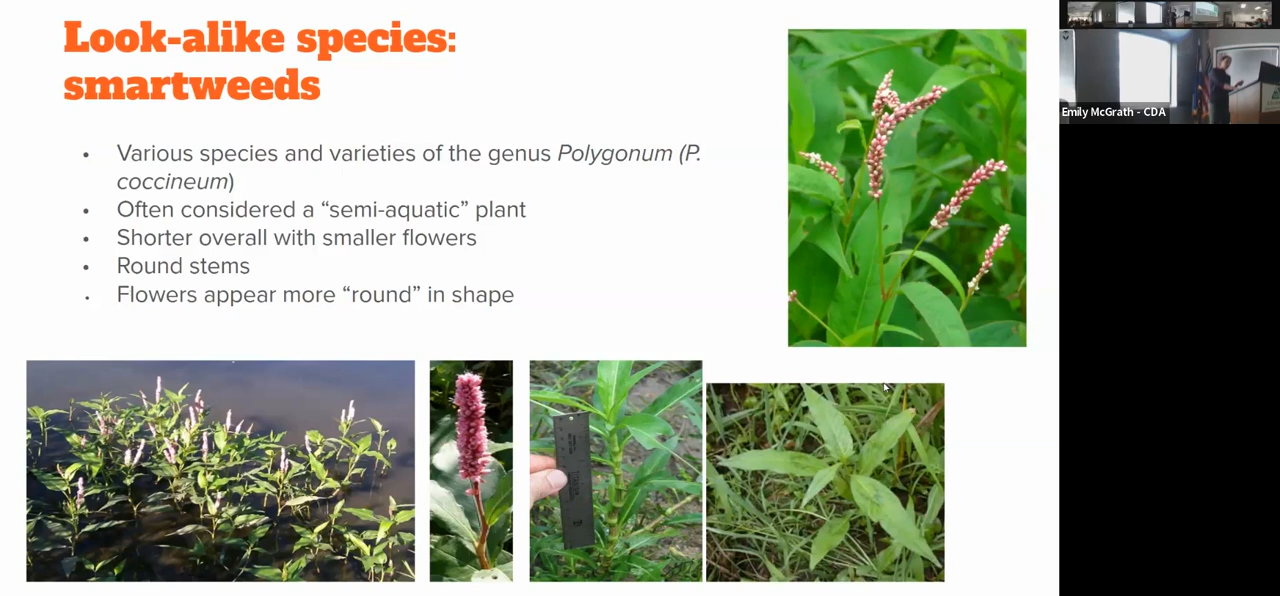 Look-alike species:
smartweeds
• Various species and varieties of the genus Polygonum (P.
coccineum)
• Often considered a “semi-aquatic” plant
• Shorter overall with smaller flowers
• Round stems
• Flowers appear more “round” in shape
Emily McGrath - CDA